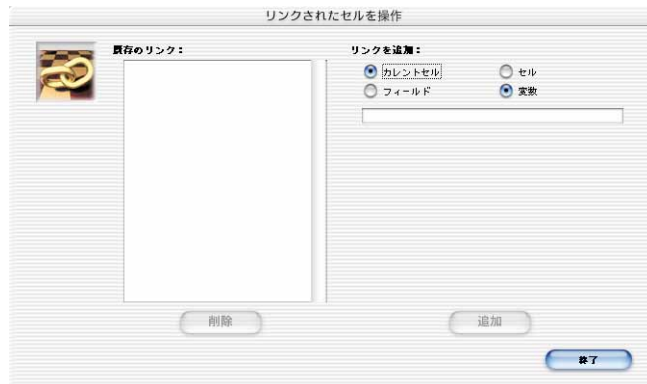 リンクされたセルを操作
既存のリンク：
リンクを追加：
カレントセル
セル
フィールド
変数
削除
追加
終了